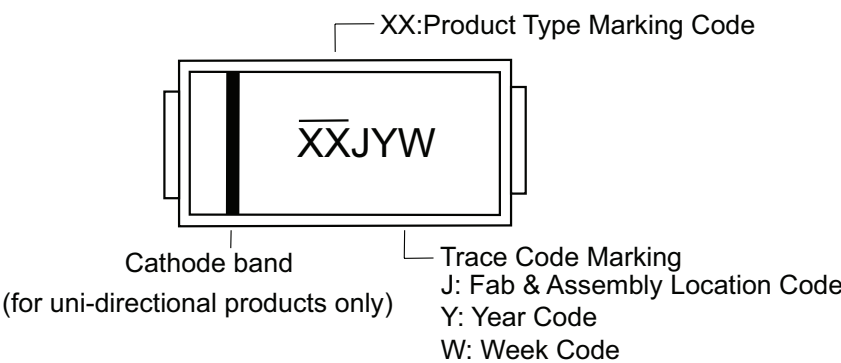 XX:Product Type Marking Code
XXJYW
Cathode band
(for uni-directional products only)
Trace Code Marking
J: Fab & Assembly Location Code
Y: Year Code
W: Week Code